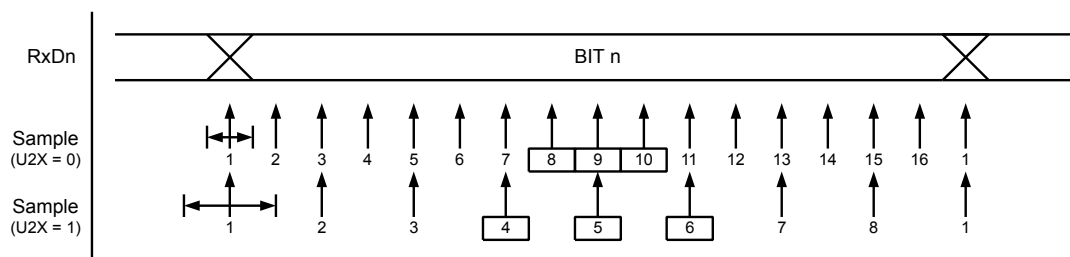 RxDn BIT n
Sample
(U2X = 0)
1 2 3 4 5 6 7 8 9 10 11 12 13 14 15 16 1
Sample
(U2X = 1)
1 2 3 4 5 6 7 8 1